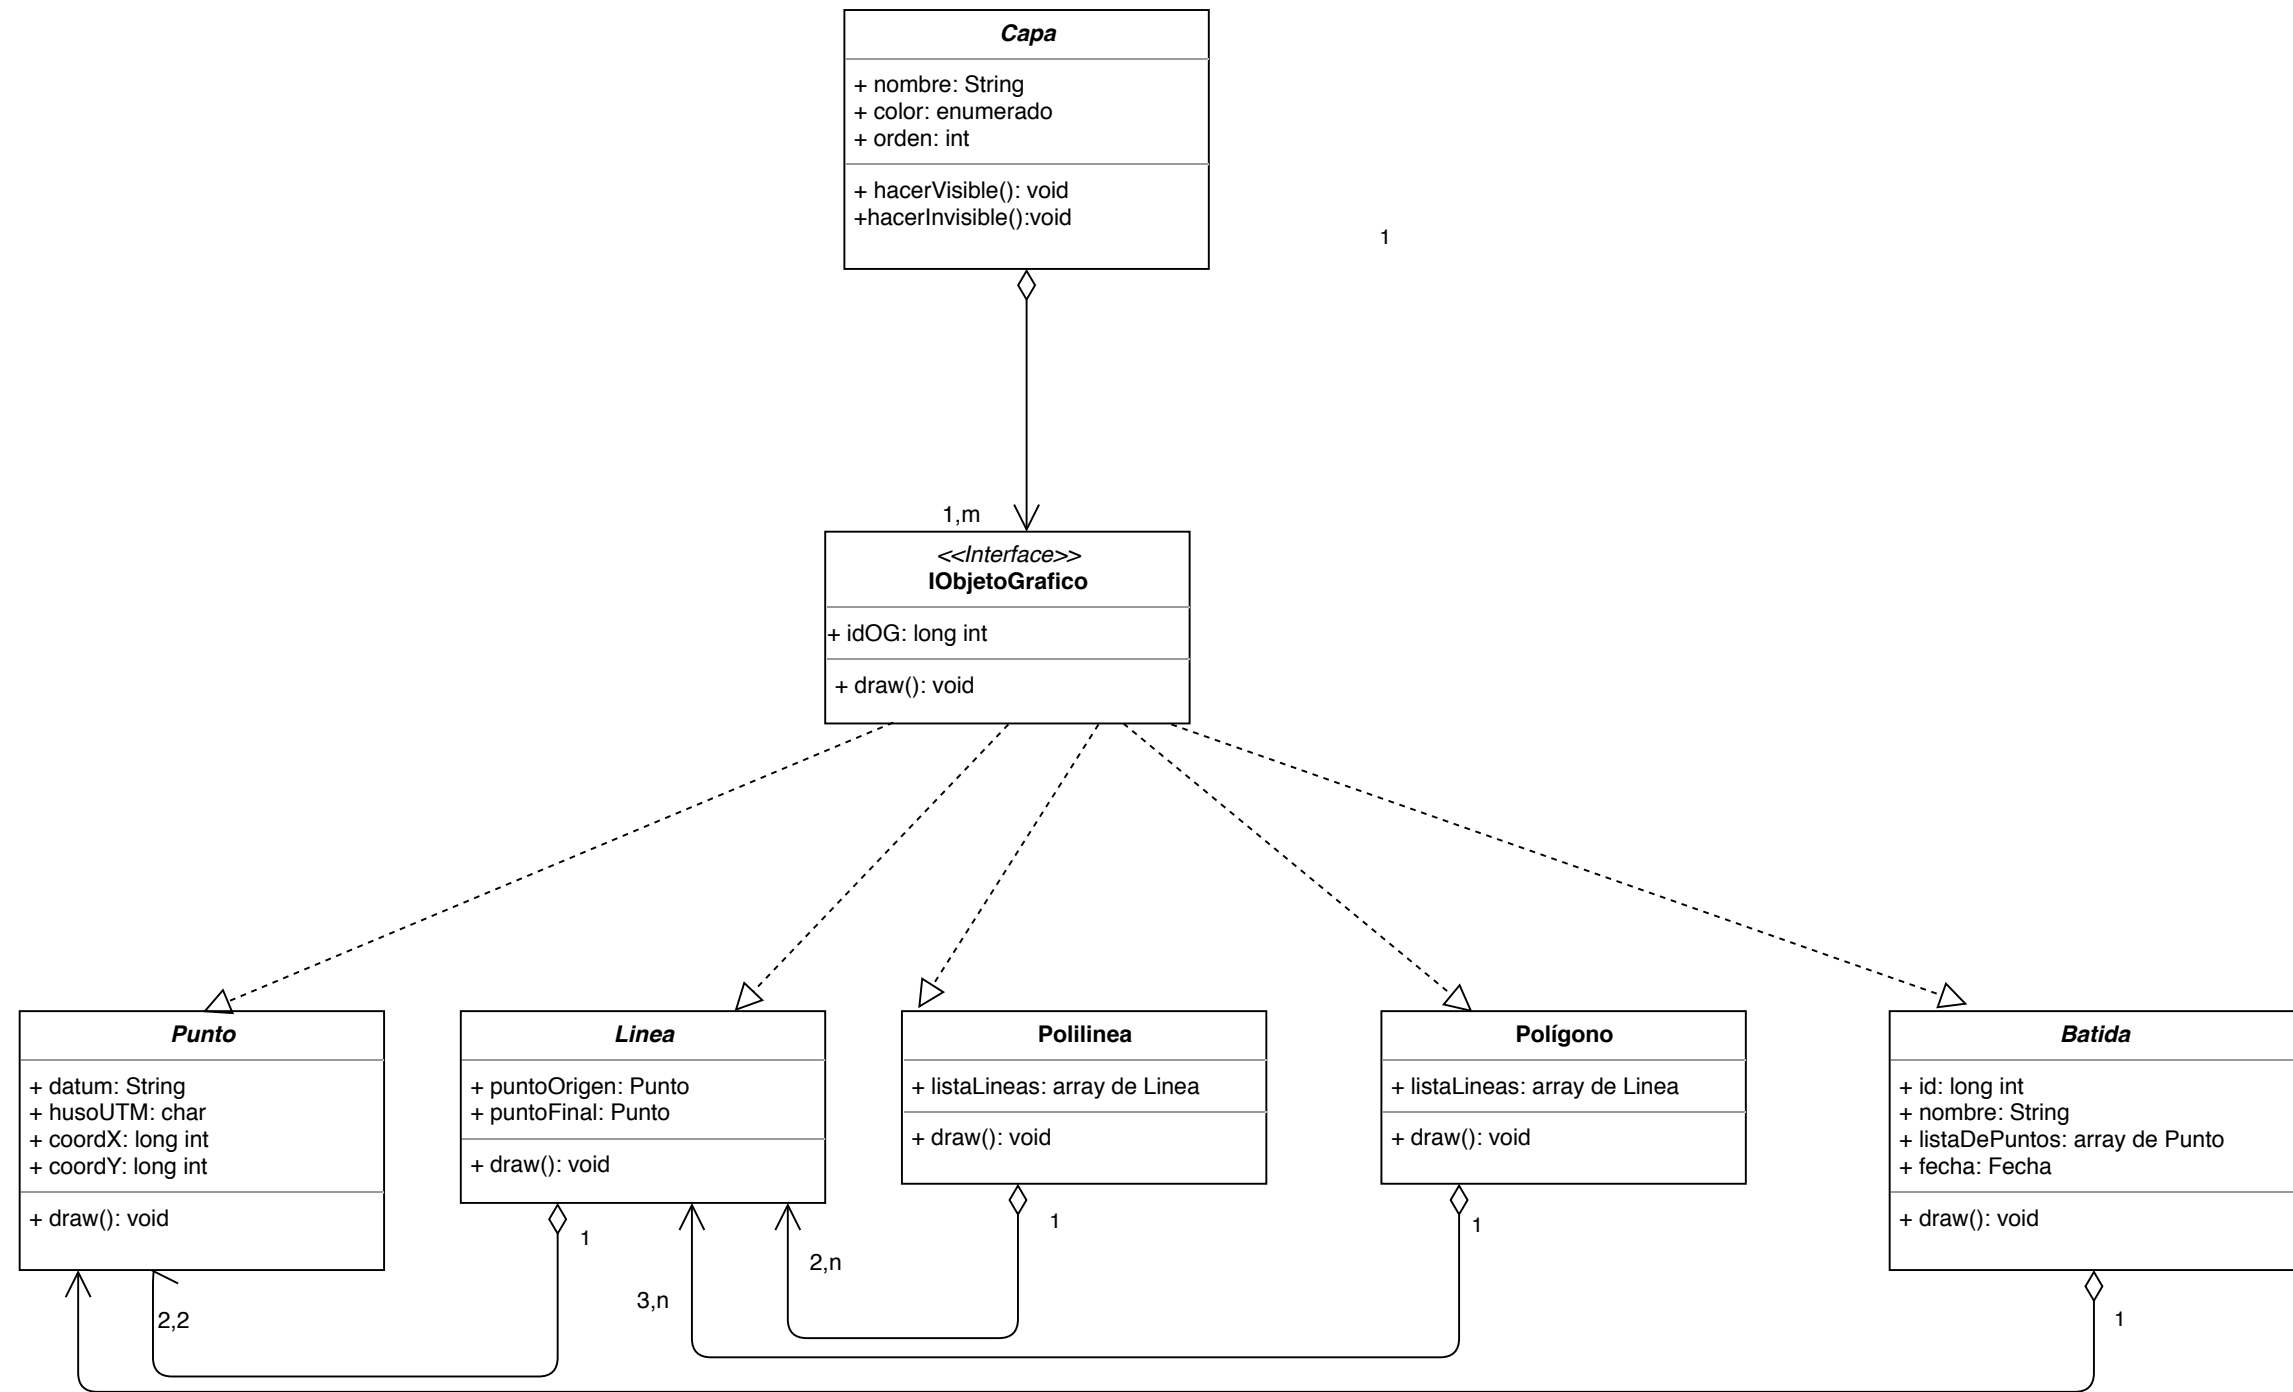 Capa
+ nombre: String
+ color: enumerado
+ orden: int
+ hacerVisible(): void
+hacerInvisible():void
1
1,m
<<Interface>>
IObjetoGrafico
+ idOG: long int
+ draw(): void
Punto
+ datum: String
+ husoUTM: char
+ coordX: long int
+ coordY: long int
+ draw(): void
Linea
+ puntoOrigen: Punto
+ puntoFinal: Punto
+ draw(): void
Polilinea
+ listaLineas: array de Linea
+ draw(): void
Polígono
+ listaLineas: array de Linea
+ draw(): void
Batida
+ id: long int
+ nombre: String
+ listaDePuntos: array de Punto
+ fecha: Fecha
+ draw(): void
1
1
1
2,n
3,n
2,2
1